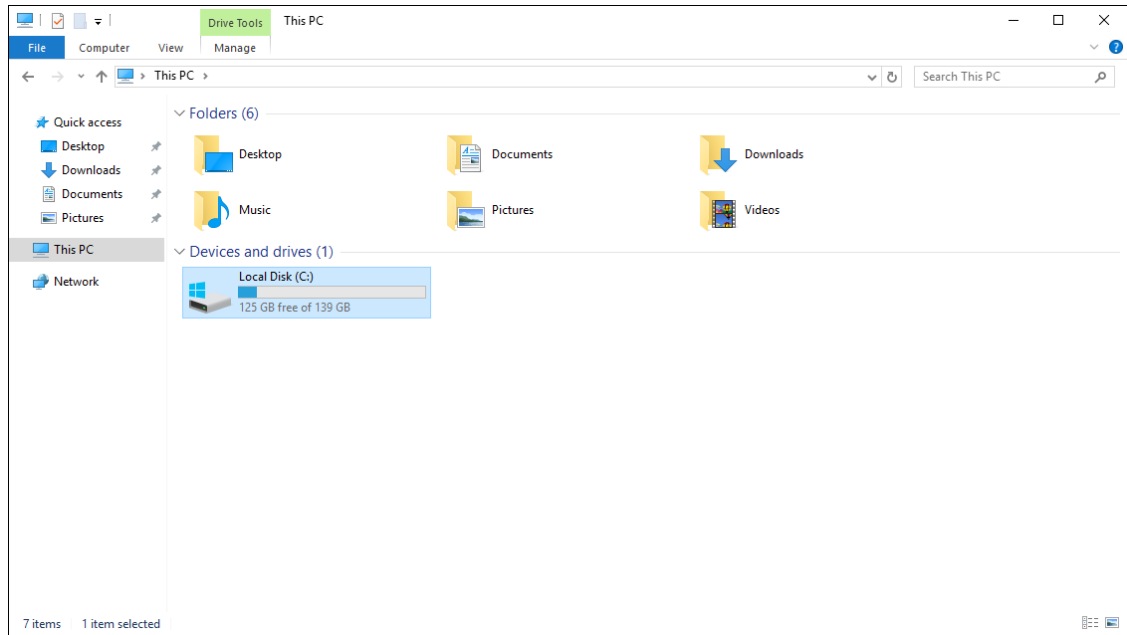 Drive Tools
This PC
File
Computer
View
Manage
?
This PC
Search This PC
Quick access
Desktop
Downloads
Documents
Pictures
This PC
Network
Folders (6)
Desktop
Documents
Downloads
Music
Pictures
Videos
Devices and drives (1)
Local Disk (C:)
125 GB free of 139 GB
7 items
1 item selected